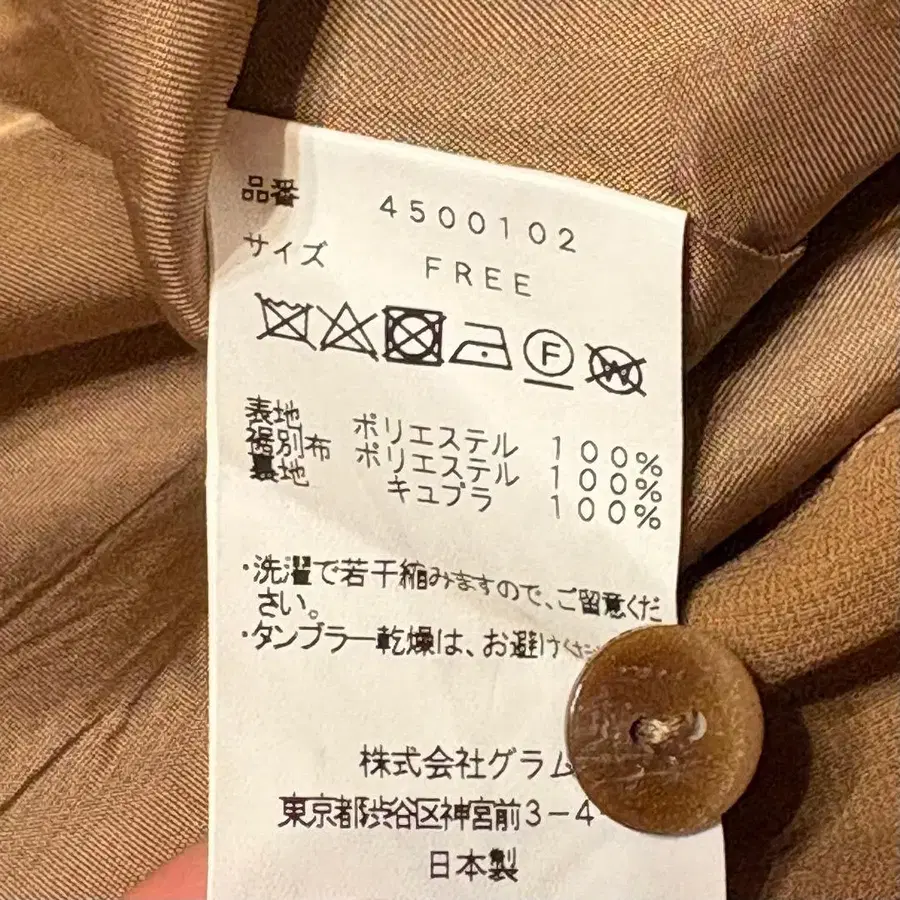 品番 4500102
サイズ FREE
F
W
表地 ポリエステル 100%
裾別布 ポリエステル 100%
裏地 キュプラ 100%
・洗濯で若干縮みますので、ご留意くだ
さい。
・タンブラー乾燥は、お避けくださ
株式会社グラム
東京都渋谷区神宮前3-4
日本製